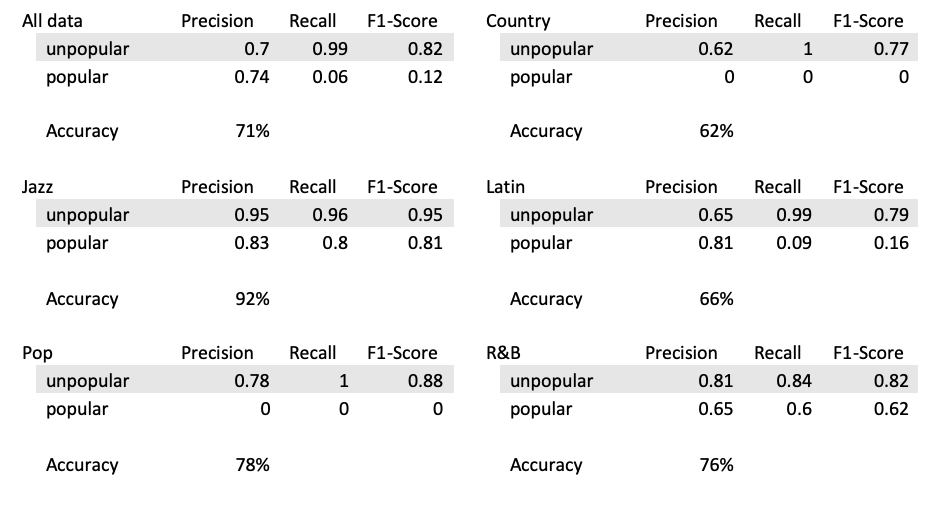 All data Precision Recall F1-Score
unpopular 0.7 0.99 0.82
popular 0.74 0.06 0.12
Accuracy 71%
Country Precision Recall F1-Score
unpopular 0.62 1 0.77
popular 0 0 0
Accuracy 62%
Jazz Precision Recall F1-Score
unpopular 0.95 0.96 0.95
popular 0.83 0.8 0.81
Accuracy 92%
Latin Precision Recall F1-Score
unpopular 0.65 0.99 0.79
popular 0.81 0.09 0.16
Accuracy 66%
Pop Precision Recall F1-Score
unpopular 0.78 1 0.88
popular 0 0 0
Accuracy 78%
R&B Precision Recall F1-Score
unpopular 0.81 0.84 0.82
popular 0.65 0.6 0.62
Accuracy 76%